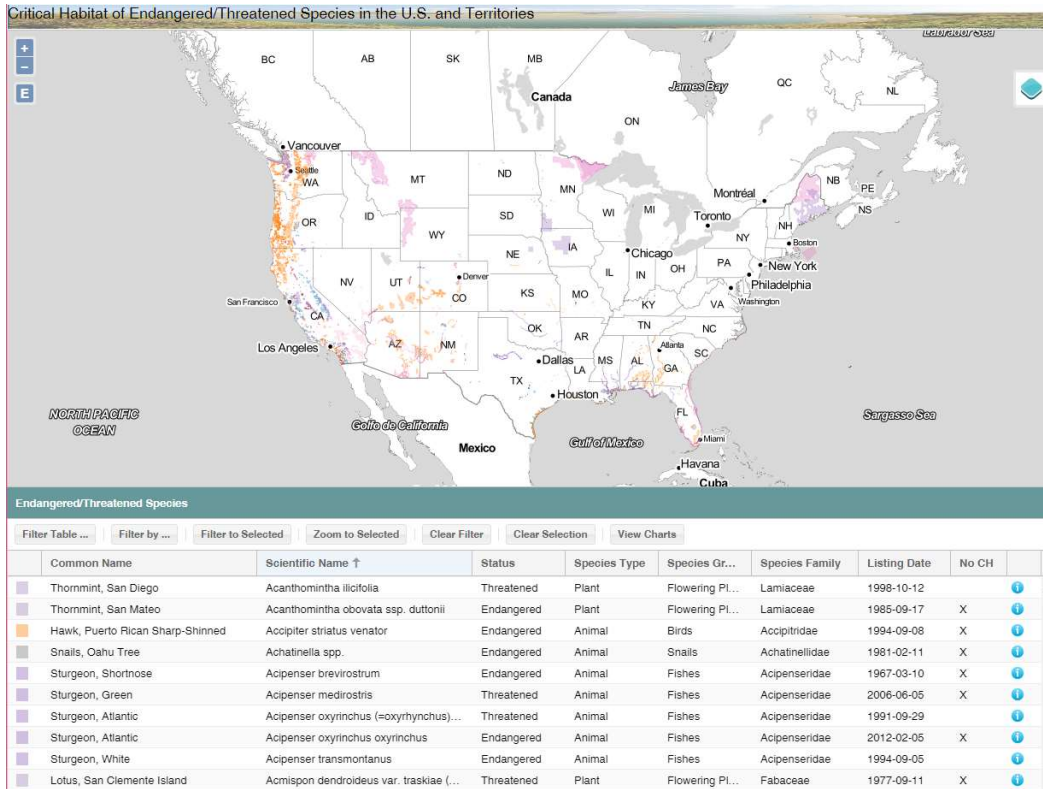 Critical Habitat of Endangered/Threatened Species in the U.S. and Territories
Labrador Sea
+
−
E
BC
AB
SK
MB
Canada
James Bay
QC
NL
ON
Vancouver
Seattle
WA
MT
ND
MN
Montréal
NB
PE
NS
OR
ID
SD
WI
MI
Toronto
NH
Boston
WY
NY
IA
Chicago
NE
New York
NV
UT
Denver
CO
IL
IN
OH
PA
Philadelphia
San Francisco
CA
KS
MO
KY
VA
Washington
TN
NC
Los Angeles
AZ
NM
OK
AR
Atlanta
SC
Dallas
MS
AL
GA
LA
TX
Houston
NORTH PACIFIC
OCEAN
Golfo de California
FL
Sargasso Sea
Mexico
Gulf of Mexico
Miami
Havana
Cuba
Endangered/Threatened Species
Filter Table ... Filter by ... Filter to Selected Zoom to Selected Clear Filter Clear Selection View Charts
Common Name Scientific Name ↑ Status Species Type Species Gr... Species Family Listing Date No CH
Thornmint, San Diego Acanthomintha ilicifolia Threatened Plant Flowering Pl... Lamiaceae 1998-10-12
Thornmint, San Mateo Acanthomintha obovata ssp. duttonii Endangered Plant Flowering Pl... Lamiaceae 1985-09-17 X
Hawk, Puerto Rican Sharp-Shinned Accipiter striatus venator Endangered Animal Birds Accipitridae 1994-09-08 X
Snails, Oahu Tree Achatinella spp. Endangered Animal Snails Achatinellidae 1981-02-11 X
Sturgeon, Shortnose Acipenser brevirostrum Endangered Animal Fishes Acipenseridae 1967-03-10 X
Sturgeon, Green Acipenser medirostris Threatened Animal Fishes Acipenseridae 2006-06-05 X
Sturgeon, Atlantic Acipenser oxyrinchus (=oxyrhynchus)... Threatened Animal Fishes Acipenseridae 1991-09-29
Sturgeon, Atlantic Acipenser oxyrinchus oxyrinchus Endangered Animal Fishes Acipenseridae 2012-02-05 X
Sturgeon, White Acipenser transmontanus Endangered Animal Fishes Acipenseridae 1994-09-05
Lotus, San Clemente Island Acmispon dendroideus var. traskiae (... Threatened Plant Flowering Pl... Fabaceae 1977-09-11 X